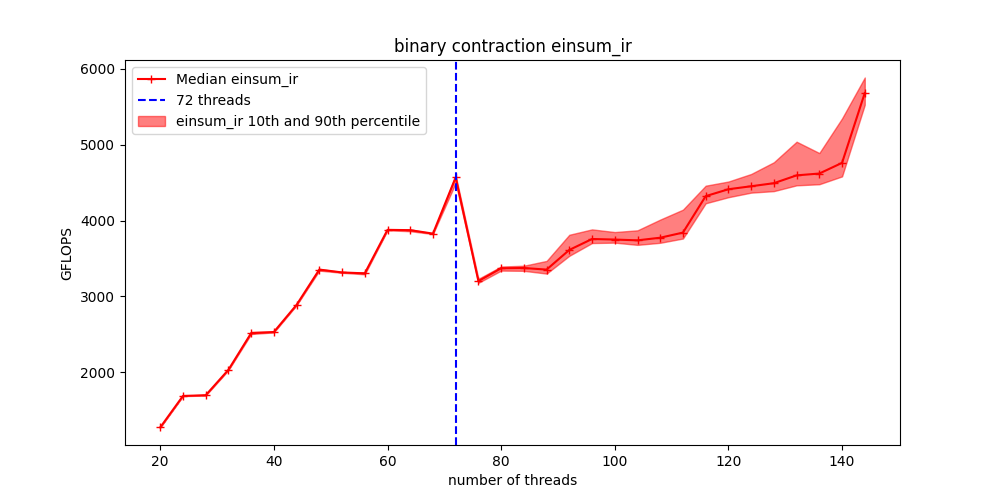 binary contraction einsum_ir
Median einsum_ir
72 threads
einsum_ir 10th and 90th percentile
GFLOPS
6000
5000
4000
3000
2000
20 40 60 80 100 120 140
number of threads